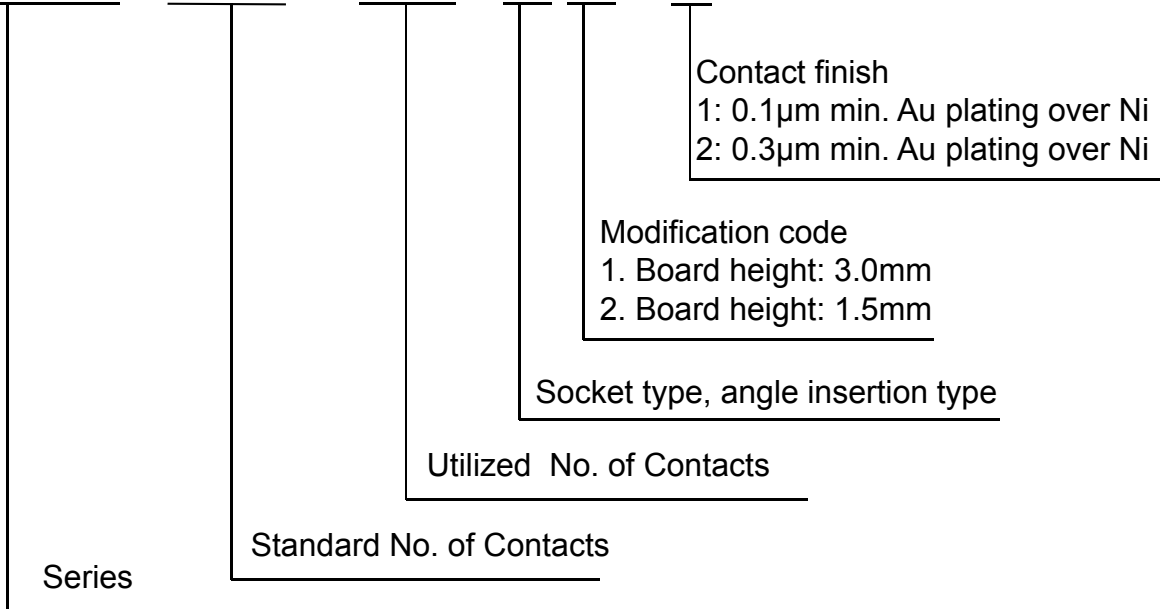 Contact finish
1: 0.1µm min. Au plating over Ni
2: 0.3µm min. Au plating over Ni
Modification code
1. Board height: 3.0mm
2. Board height: 1.5mm
Socket type, angle insertion type
Utilized No. of Contacts
Standard No. of Contacts
Series